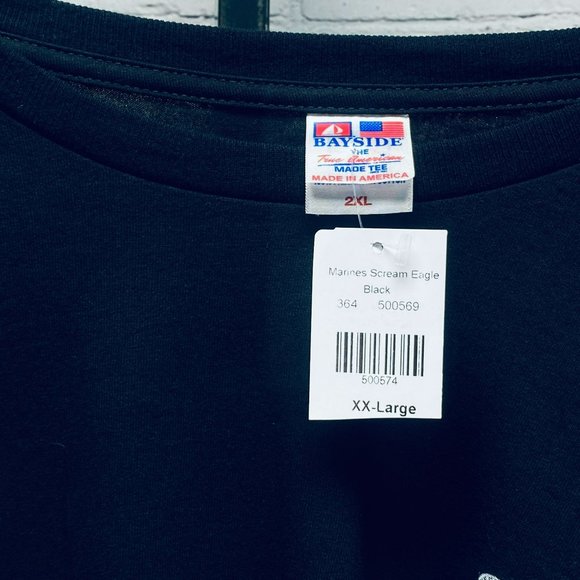 BAYSIDE
THE
True American
MADE TEE
MADE IN AMERICA
2XL
Marines Scream Eagle
Black
364 500569
500574
XX-Large